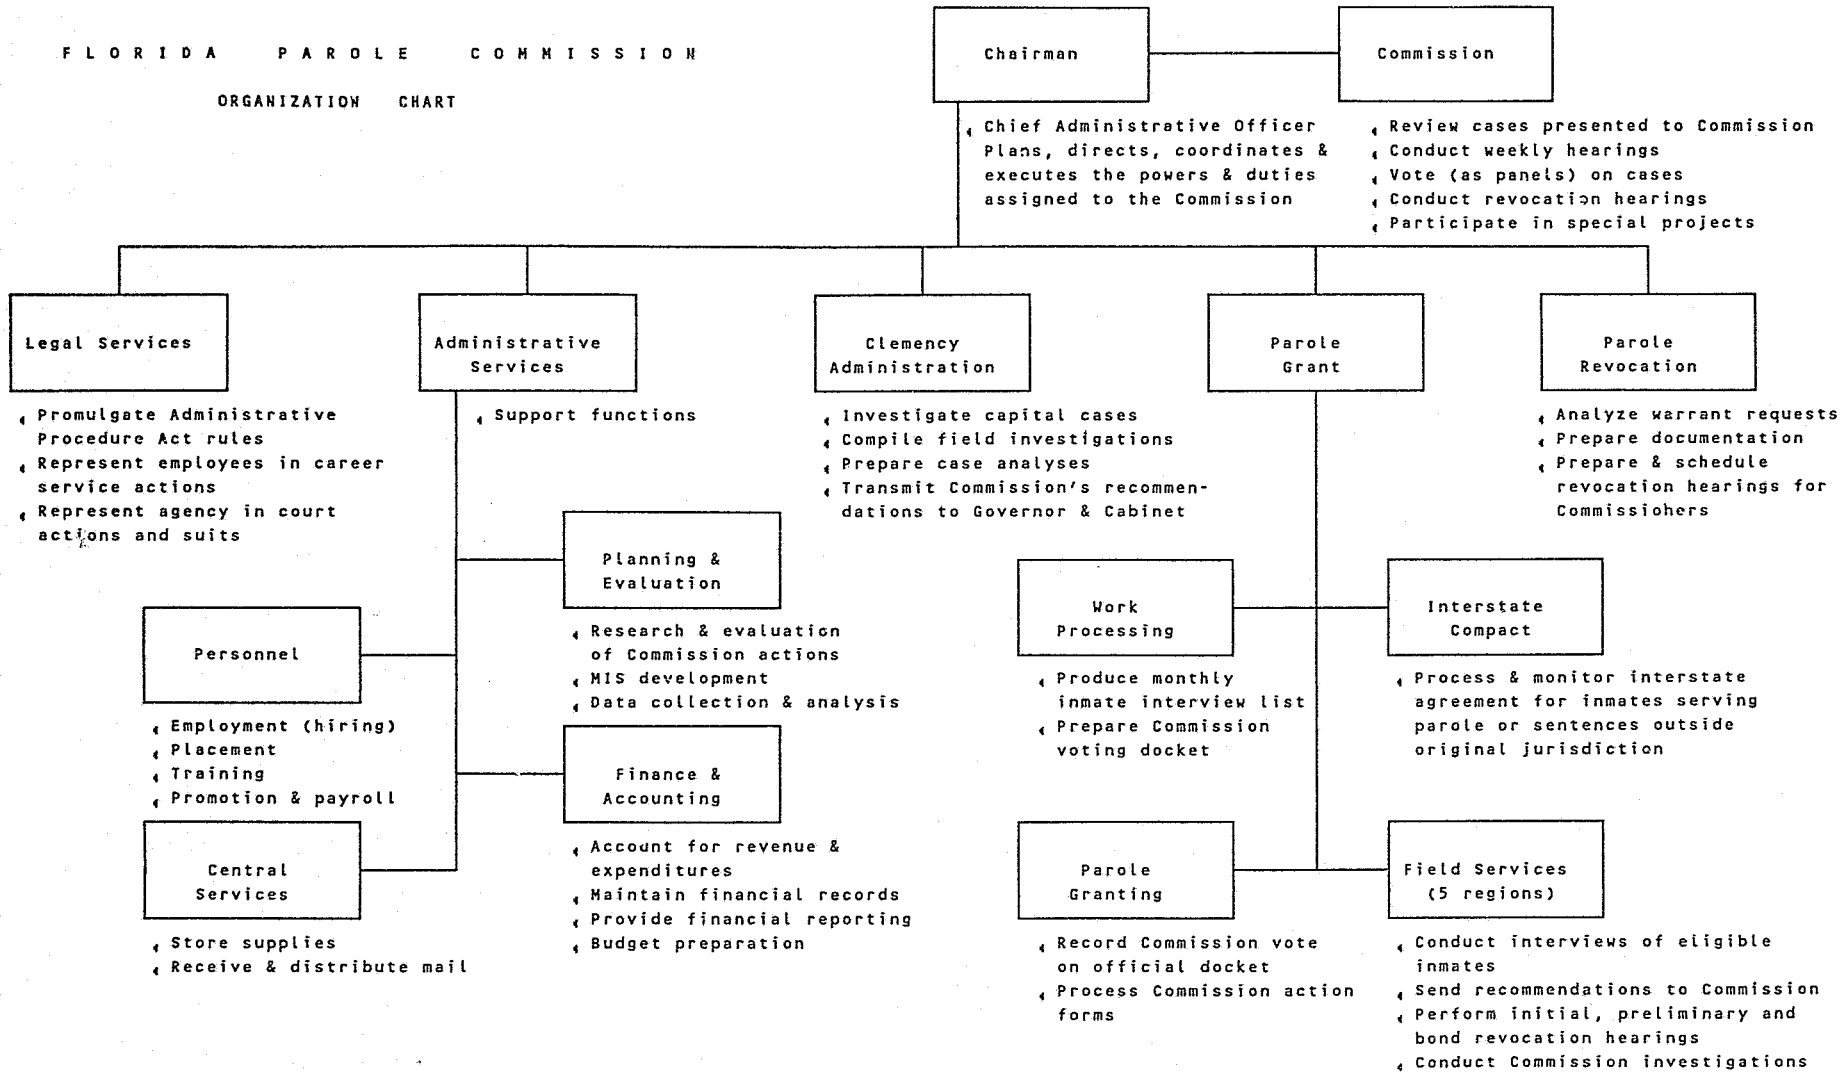 FLORIDA PAROLE COMMISSION
ORGANIZATION CHART
Chairman
Chief Administrative Officer
Plans, directs, coordinates &
executes the powers & duties
assigned to the Commission
Commission
Review cases presented to Commission
Conduct weekly hearings
Vote (as panels) on cases
Conduct revocation hearings
Participate in special projects
Legal Services
Promulgate Administrative
Procedure Act rules
Represent employees in career
service actions
Represent agency in court
actions and suits
Administrative
Services
Support functions
Clemency
Administration
Investigate capital cases
Compile field investigations
Prepare case analyses
Transmit Commission's recommen-
dations to Governor & Cabinet
Parole
Grant
Parole
Revocation
Analyze warrant requests
Prepare documentation
Prepare & schedule
revocation hearings for
Commissiohers
Planning &
Evaluation
Research & evaluation
of Commission actions
MIS development
Data collection & analysis
Personnel
Employment (hiring)
Placement
Training
Promotion & payroll
Finance &
Accounting
Account for revenue &
expenditures
Maintain financial records
Provide financial reporting
Budget preparation
Central
Services
Store supplies
Receive & distribute mail
Work
Processing
Produce monthly
inmate interview list
Prepare Commission
voting docket
Interstate
Compact
Process & monitor interstate
agreement for inmates serving
parole or sentences outside
original jurisdiction
Parole
Granting
Record Commission vote
on official docket
Process Commission action
forms
Field Services
(5 regions)
Conduct interviews of eligible
inmates
Send recommendations to Commission
Perform initial, preliminary and
bond revocation hearings
Conduct Commission investigations